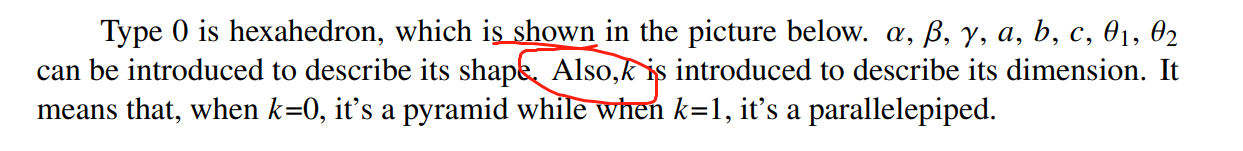 Type 0 is hexahedron, which is shown in the picture below. α, β, γ, a, b, c, θ₁, θ₂
can be introduced to describe its shape. Also,k is introduced to describe its dimension. It
means that, when k=0, it’s a pyramid while when k=1, it’s a parallelepiped.